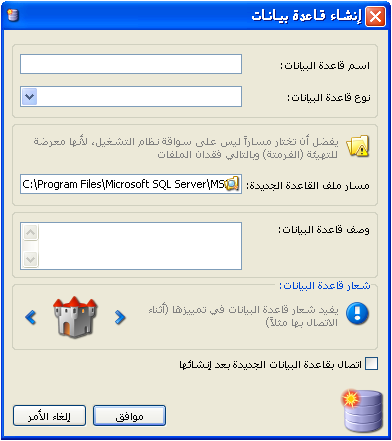 إنشاء قاعدة بيانات
اسم قاعدة البيانات:
نوع قاعدة البيانات:
يفضل أن تختار مساراً ليس على سواقة نظام التشغيل، لأنها معرضة
للتهيئة (الفرمتة) وبالتالي فقدان الملفات
مسار ملف القاعدة الجديدة:
C:\Program Files\Microsoft SQL Server\MS
وصف قاعدة البيانات:
شعار قاعدة البيانات:
يفيد شعار قاعدة البيانات في تمييزها (أثناء
الاتصال بها مثلاً)
اتصال بقاعدة البيانات الجديدة بعد إنشائها
موافق
إلغاء الأمر